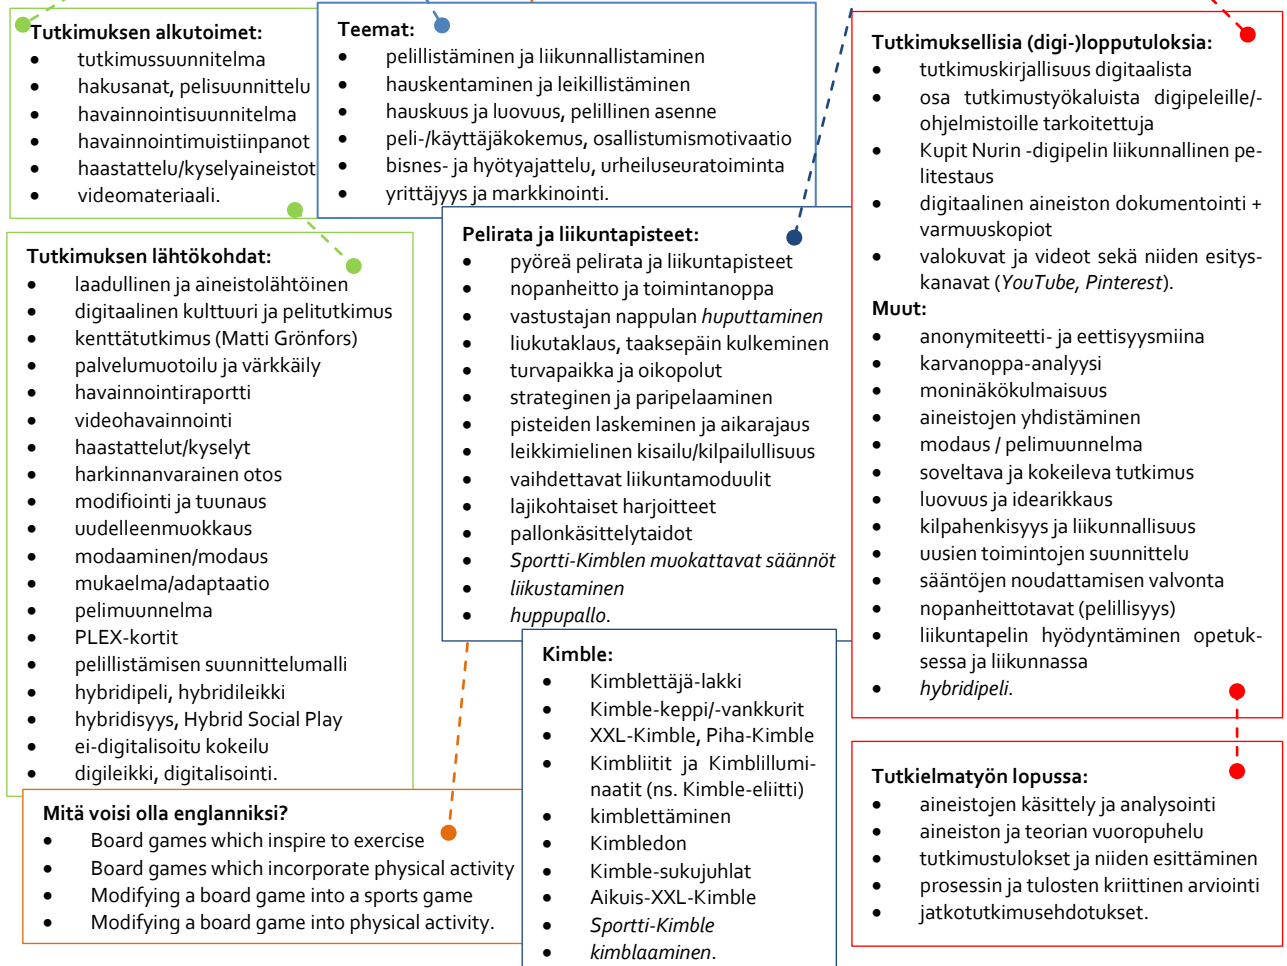 Tutkimuksen alkutoimet:
• tutkimussuunnitelma
• hakusanat, pelisuunnittelu
• havainnointisuunnitelma
• havainnointimuistiinpanot
• haastattelu/kyselyaineistot
• videomateriaali.
Teemat:
• pelillistäminen ja liikunnallistaminen
• hauskentaminen ja leikillistäminen
• hauskuus ja luovuus, pelillinen asenne
• peli-/käyttäjäkokemus, osallistumismotivaatio
• bisnes- ja hyötyajattelu, urheiluseuratoiminta
• yrittäjyys ja markkinointi.
Tutkimuksen lähtökohdat:
• laadullinen ja aineistolähtöinen
• digitaalinen kulttuuri ja pelitutkimus
• kenttätutkimus (Matti Grönfors)
• palvelumuotoilu ja värkkäily
• havainnointiraportti
• videohavainnointi
• haastattelut/kyselyt
• harkinnanvarainen otos
• modifiointi ja tuunaus
• uudelleenmuokkaus
• modaaminen/modaus
• mukaelma/adaptaatio
• pelimuunnelma
• PLEX-kortit
• pelillistämisen suunnittelumalli
• hybridipeli, hybridileikki
• hybridisyys, Hybrid Social Play
• ei-digitalisoitu kokeilu
• digileikki, digitalisointi.
Mitä voisi olla englanniksi?
• Board games which inspire to exercise
• Board games which incorporate physical activity
• Modifying a board game into a sports game
• Modifying a board game into physical activity.
Pelirata ja liikuntapisteet:
• pyöreä pelirata ja liikuntapisteet
• nopanheitto ja toimintanoppa
• vastustajan nappulan huputtaminen
• liukutaklaus, taaksepäin kulkeminen
• turvapaikka ja oikopolut
• strateginen ja paripelaaminen
• pisteiden laskeminen ja aikarajaus
• leikkimielinen kisailu/kilpailullisuus
• vaihdettavat liikuntamoduulit
• lajikohtaiset harjoitteet
• pallonkäsittelytaidot
• Sportti-Kimblen muokattavat säännöt
• liikustaminen
• huppupallo.
Kimble:
• Kimblettäjä-lakki
• Kimble-keppi/-vankkurit
• XXL-Kimble, Piha-Kimble
• Kimbliitit ja Kimblillumi-
naatit (ns. Kimble-eliitti)
• kimblettäminen
• Kimbledon
• Kimble-sukujuhlat
• Aikuis-XXL-Kimble
• Sportti-Kimble
• kimblaaminen.
Tutkimuksellisia (digi-)lopputuloksia:
• tutkimuskirjallisuus digitaalista
• osa tutkimustyökaluista digipeleille/-
ohjelmistoille tarkoitettuja
• Kupit Nurin -digipelin liikunnallinen pe-
litestaus
• digitaalinen aineiston dokumentointi +
varmuuskopiot
• valokuvat ja videot sekä niiden esitys-
kanavat (YouTube, Pinterest).
Muut:
• anonymiteetti- ja eettisyysmiina
• karvanoppa-analyysi
• moninäkökulmaisuus
• aineistojen yhdistäminen
• modaus / pelimuunnelma
• soveltava ja kokeileva tutkimus
• luovuus ja idearikkaus
• kilpahenkisyys ja liikunnallisuus
• uusien toimintojen suunnittelu
• sääntöjen noudattamisen valvonta
• nopanheittotavat (pelillisyys)
• liikuntapelin hyödyntäminen opetuk-
sessa ja liikunnassa
• hybridipeli.
Tutkielmatyön lopussa:
• aineistojen käsittely ja analysointi
• aineiston ja teorian vuoropuhelu
• tutkimustulokset ja niiden esittäminen
• prosessin ja tulosten kriittinen arviointi
• jatkotutkimusehdotukset.